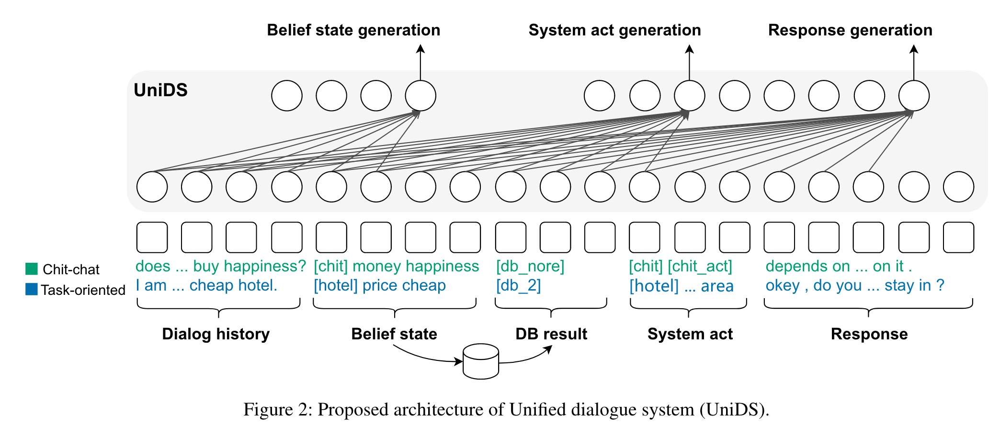 Belief state generation
System act generation
Response generation
UniDS
Chit-chat
Task-oriented
does ... buy happiness? [chit] money happiness [db_nore] [chit] [chit_act] depends on ... on it .
I am ... cheap hotel. [hotel] price cheap [db_2] [hotel] ... area okey , do you ... stay in ?
Dialog history
Belief state
DB result
System act
Response
Figure 2: Proposed architecture of Unified dialogue system (UniDS).